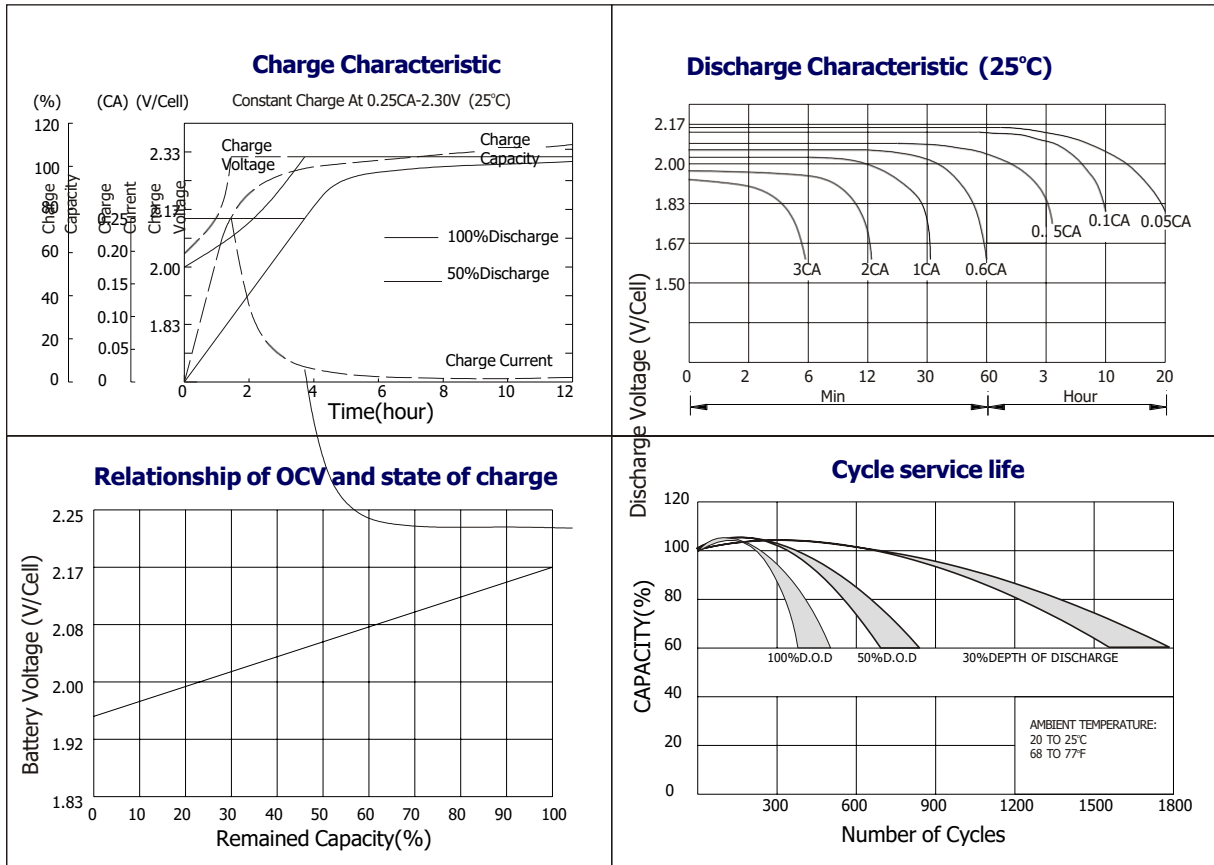 Charge Characteristic
Constant Charge At 0.25CA-2.30V (25°C)
(%)
(CA)
(V/Cell)
120
100
80
60
40
20
0
Charge
Capacity
0.25
0.20
0.15
0.10
0.05
0
Charge
Current
2.33
2.17
2.00
1.83
Charge
Voltage
Charge
Voltage
Charge
Capacity
100%Discharge
50%Discharge
Charge Current
0 2 4 6 8 10 12
Time(hour)
Discharge Characteristic (25°C)
Discharge Voltage (V/Cell)
2.17
2.00
1.83
1.67
1.50
3CA
2CA
1CA
0.6CA
0.1CA
0.05CA
0 2 6 12 30 60 3 10 20
Min
Hour
Relationship of OCV and state of charge
Battery Voltage (V/Cell)
2.25
2.17
2.08
2.00
1.92
1.83
0 10 20 30 40 50 60 70 80 90 100
Remained Capacity(%)
Cycle service life
CAPACITY(%)
120
100
80
60
40
20
0
100%D.O.D
50%D.O.D
30%DEPTH OF DISCHARGE
AMBIENT TEMPERATURE:
20 TO 25°C
68 TO 77°F
300 600 900 1200 1500 1800
Number of Cycles